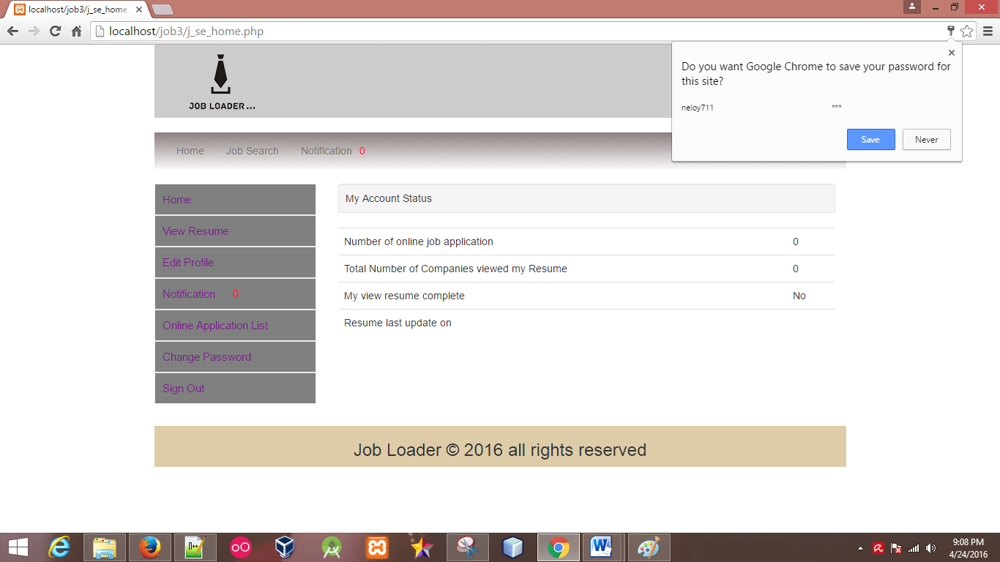 localhost/job3/j_se_home.
localhost/job3/j_se_home.php
Do you want Google Chrome to save your password for
this site?
neloy711 ***
Save Never
JOB LOADER...
Home Job Search Notification 0
Home
View Resume
Edit Profile
Notification 0
Online Application List
Change Password
Sign Out
My Account Status
Number of online job application 0
Total Number of Companies viewed my Resume 0
My view resume complete No
Resume last update on
Job Loader © 2016 all rights reserved
9:08 PM
4/24/2016